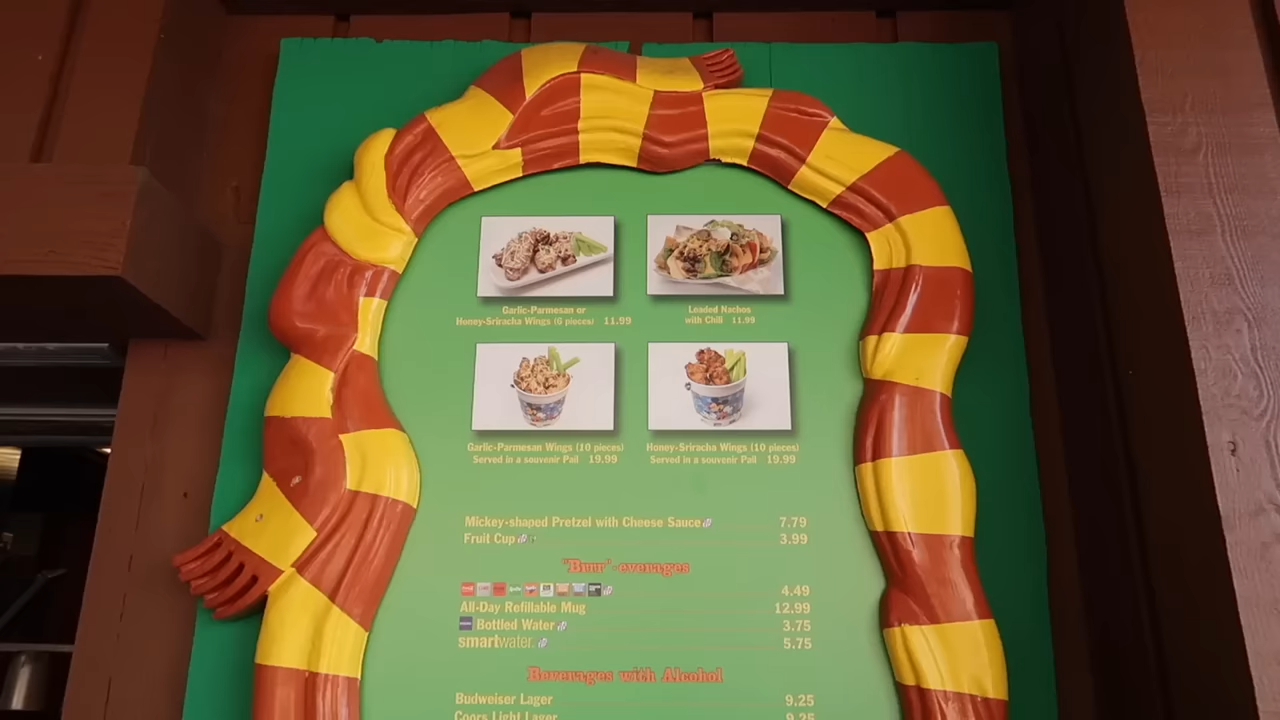 Garlic-Parmesan or
Honey-Sriracha Wings (6 pieces) 11.99
Loaded Nachos
with Chili 11.99
Garlic-Parmesan Wings (10 pieces)
Served in a souvenir Pail 19.99
Honey-Sriracha Wings (10 pieces)
Served in a souvenir Pail 19.99
Mickey-shaped Pretzel with Cheese Sauce 7.79
Fruit Cup 3.99
"Brrr"-everages
4.49
All-Day Refillable Mug 12.99
Bottled Water 3.75
smartwater. 5.75
Beverages with Alcohol
Budweiser Lager 9.25
Coors Light Lager 9.25